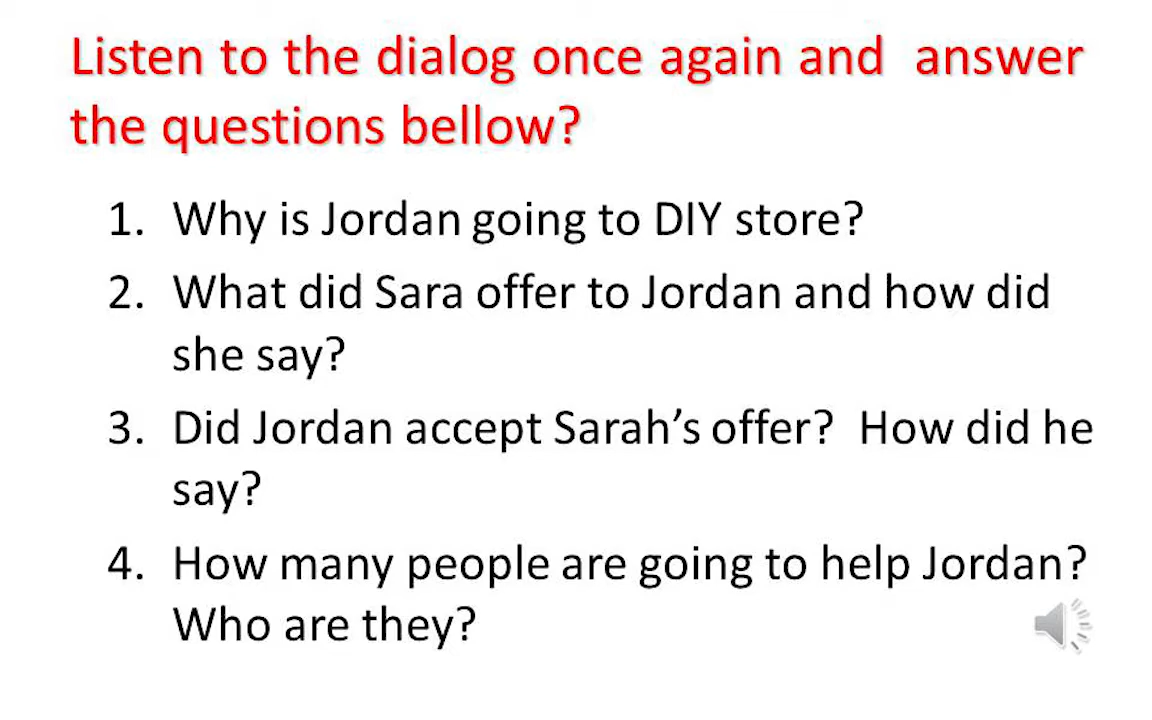 Listen to the dialog once again and answer
the questions bellow?
1. Why is Jordan going to DIY store?
2. What did Sara offer to Jordan and how did
she say?
3. Did Jordan accept Sarah’s offer? How did he
say?
4. How many people are going to help Jordan?
Who are they?